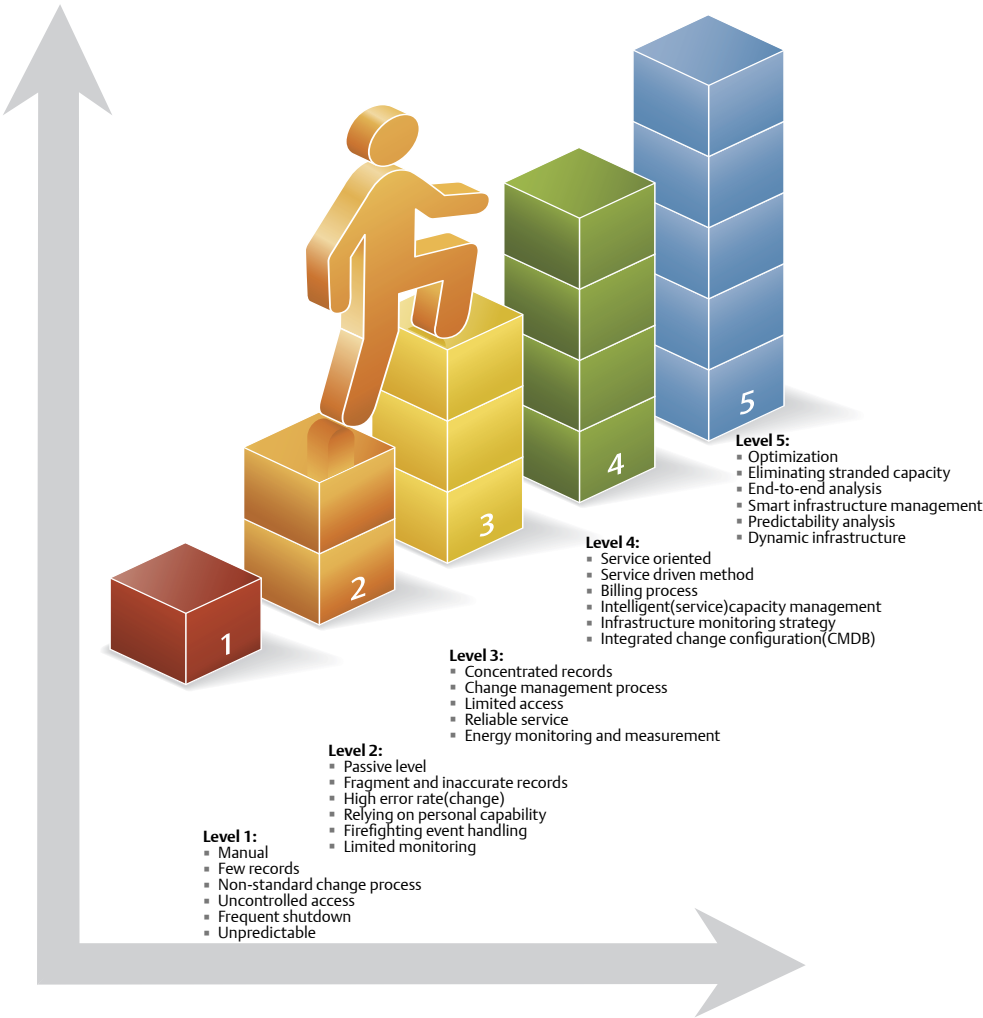 5
4
3
2
1
Level 5:
▪ Optimization
▪ Eliminating stranded capacity
▪ End-to-end analysis
▪ Smart infrastructure management
▪ Predictability analysis
▪ Dynamic infrastructure
Level 4:
▪ Service oriented
▪ Service driven method
▪ Billing process
▪ Intelligent(service)capacity management
▪ Infrastructure monitoring strategy
▪ Integrated change configuration(CMDB)
Level 3:
▪ Concentrated records
▪ Change management process
▪ Limited access
▪ Reliable service
▪ Energy monitoring and measurement
Level 2:
▪ Passive level
▪ Fragment and inaccurate records
▪ High error rate(change)
▪ Relying on personal capability
▪ Firefighting event handling
▪ Limited monitoring
Level 1:
▪ Manual
▪ Few records
▪ Non-standard change process
▪ Uncontrolled access
▪ Frequent shutdown
▪ Unpredictable